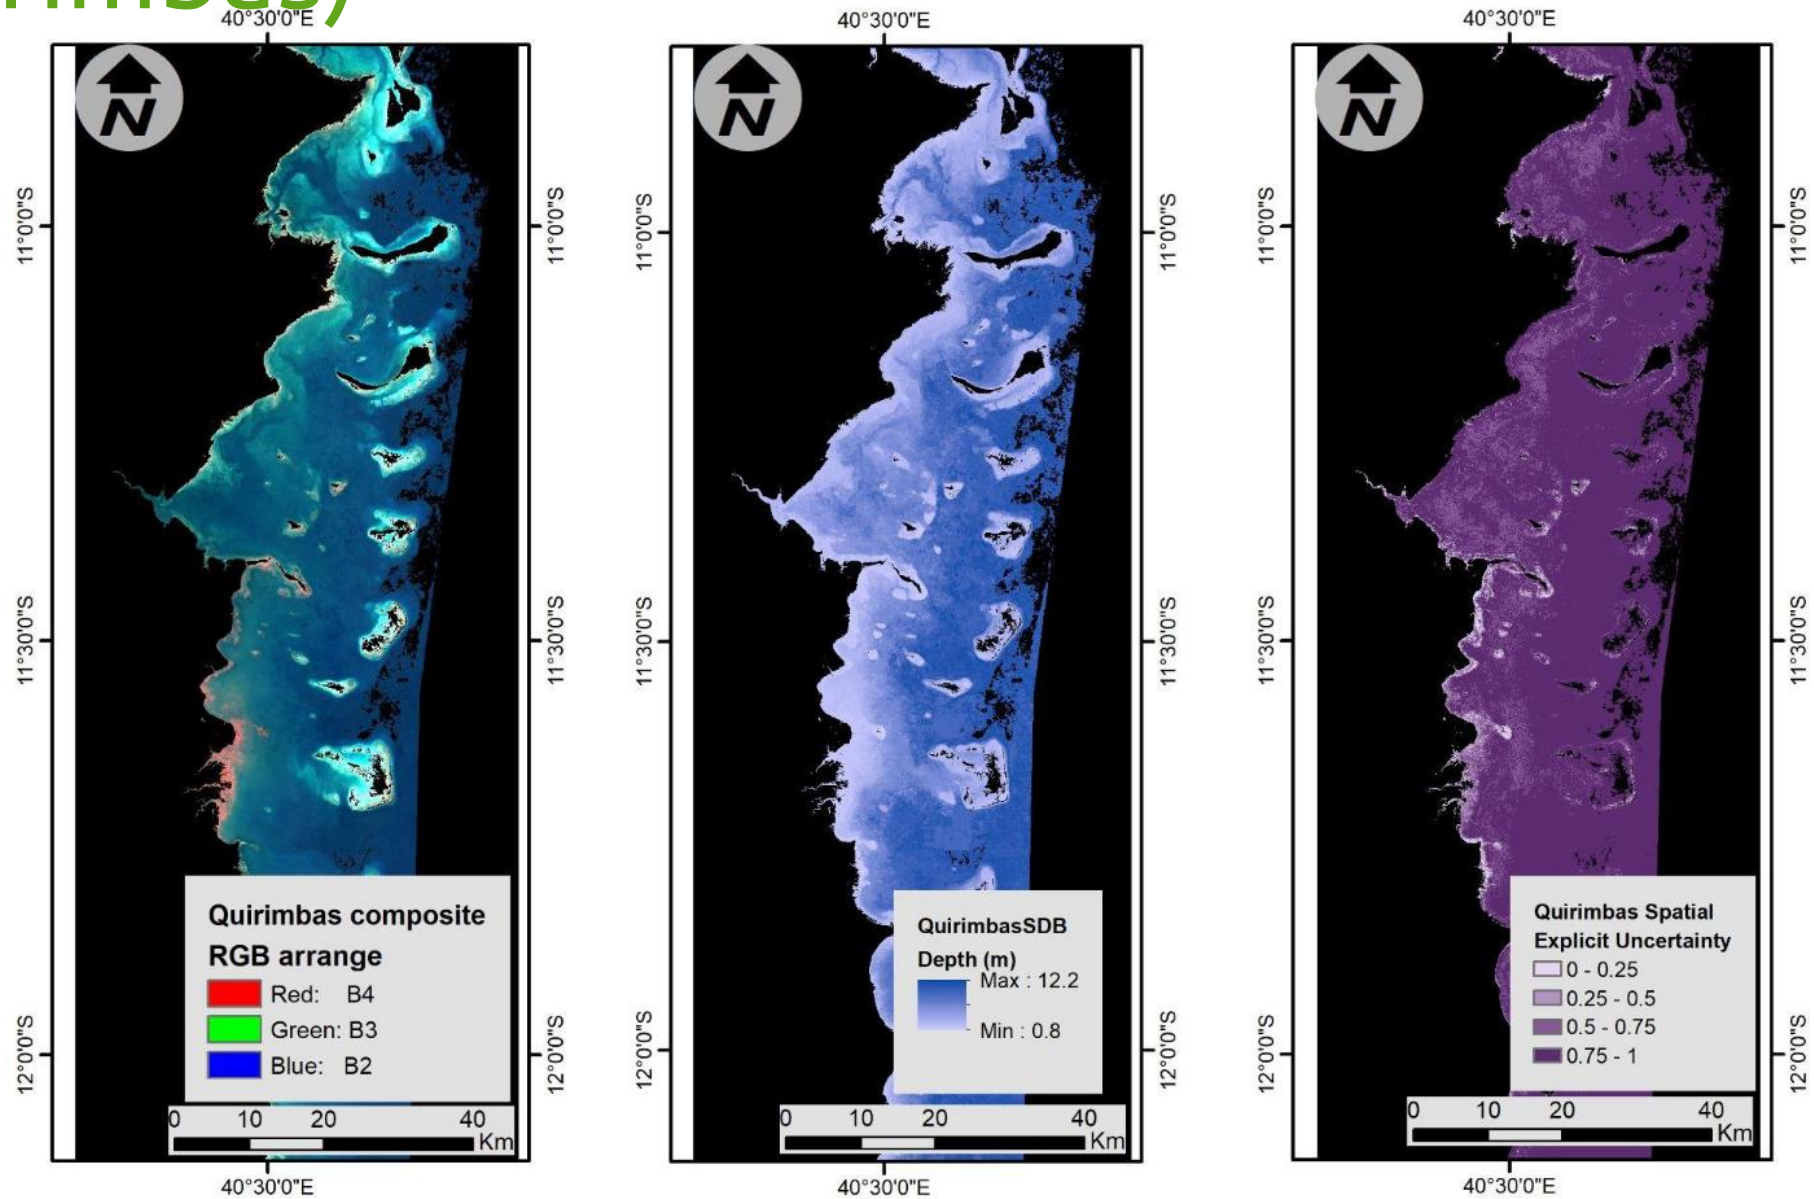 40°30'0"E
N
11°0'0"S
11°0'0"S
11°30'0"S
11°30'0"S
12°0'0"S
12°0'0"S
Quirimbas composite
RGB arrange
Red: B4
Green: B3
Blue: B2
0 10 20 40
Km
40°30'0"E
40°30'0"E
N
11°0'0"S
11°0'0"S
11°30'0"S
11°30'0"S
12°0'0"S
12°0'0"S
QuirimbasSDB
Depth (m)
Max : 12.2
Min : 0.8
0 10 20 40
Km
40°30'0"E
40°30'0"E
N
11°0'0"S
11°0'0"S
11°30'0"S
11°30'0"S
12°0'0"S
12°0'0"S
Quirimbas Spatial
Explicit Uncertainty
0 - 0.25
0.25 - 0.5
0.5 - 0.75
0.75 - 1
0 10 20 40
Km
40°30'0"E